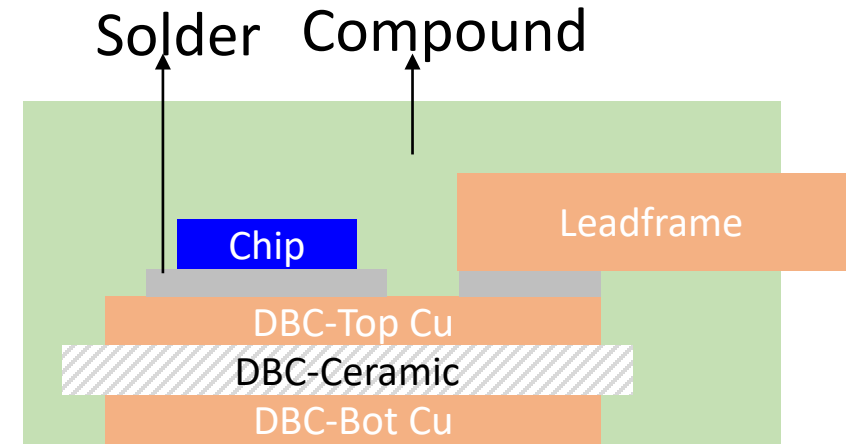 Solder Compound
Leadframe
Chip
DBC-Top Cu
DBC-Ceramic
DBC-Bot Cu